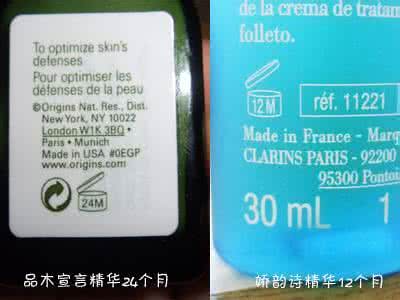 To optimize skin's
defenses
Pour optimiser les
défenses de la peau
©Origins Nat. Res., Dist.
New York, NY 10022
London W1K 3BQ •
Paris • Munich
Made in USA #0EGP
www.origins.com
24M
品木宣言精华24个月
de la crema de tratam
folleto.
12 M
réf. 11221
Made in France - Marq
CLARINS PARIS - 92200
95300 Pontoi
30 mL 1
娇韵诗精华12个月